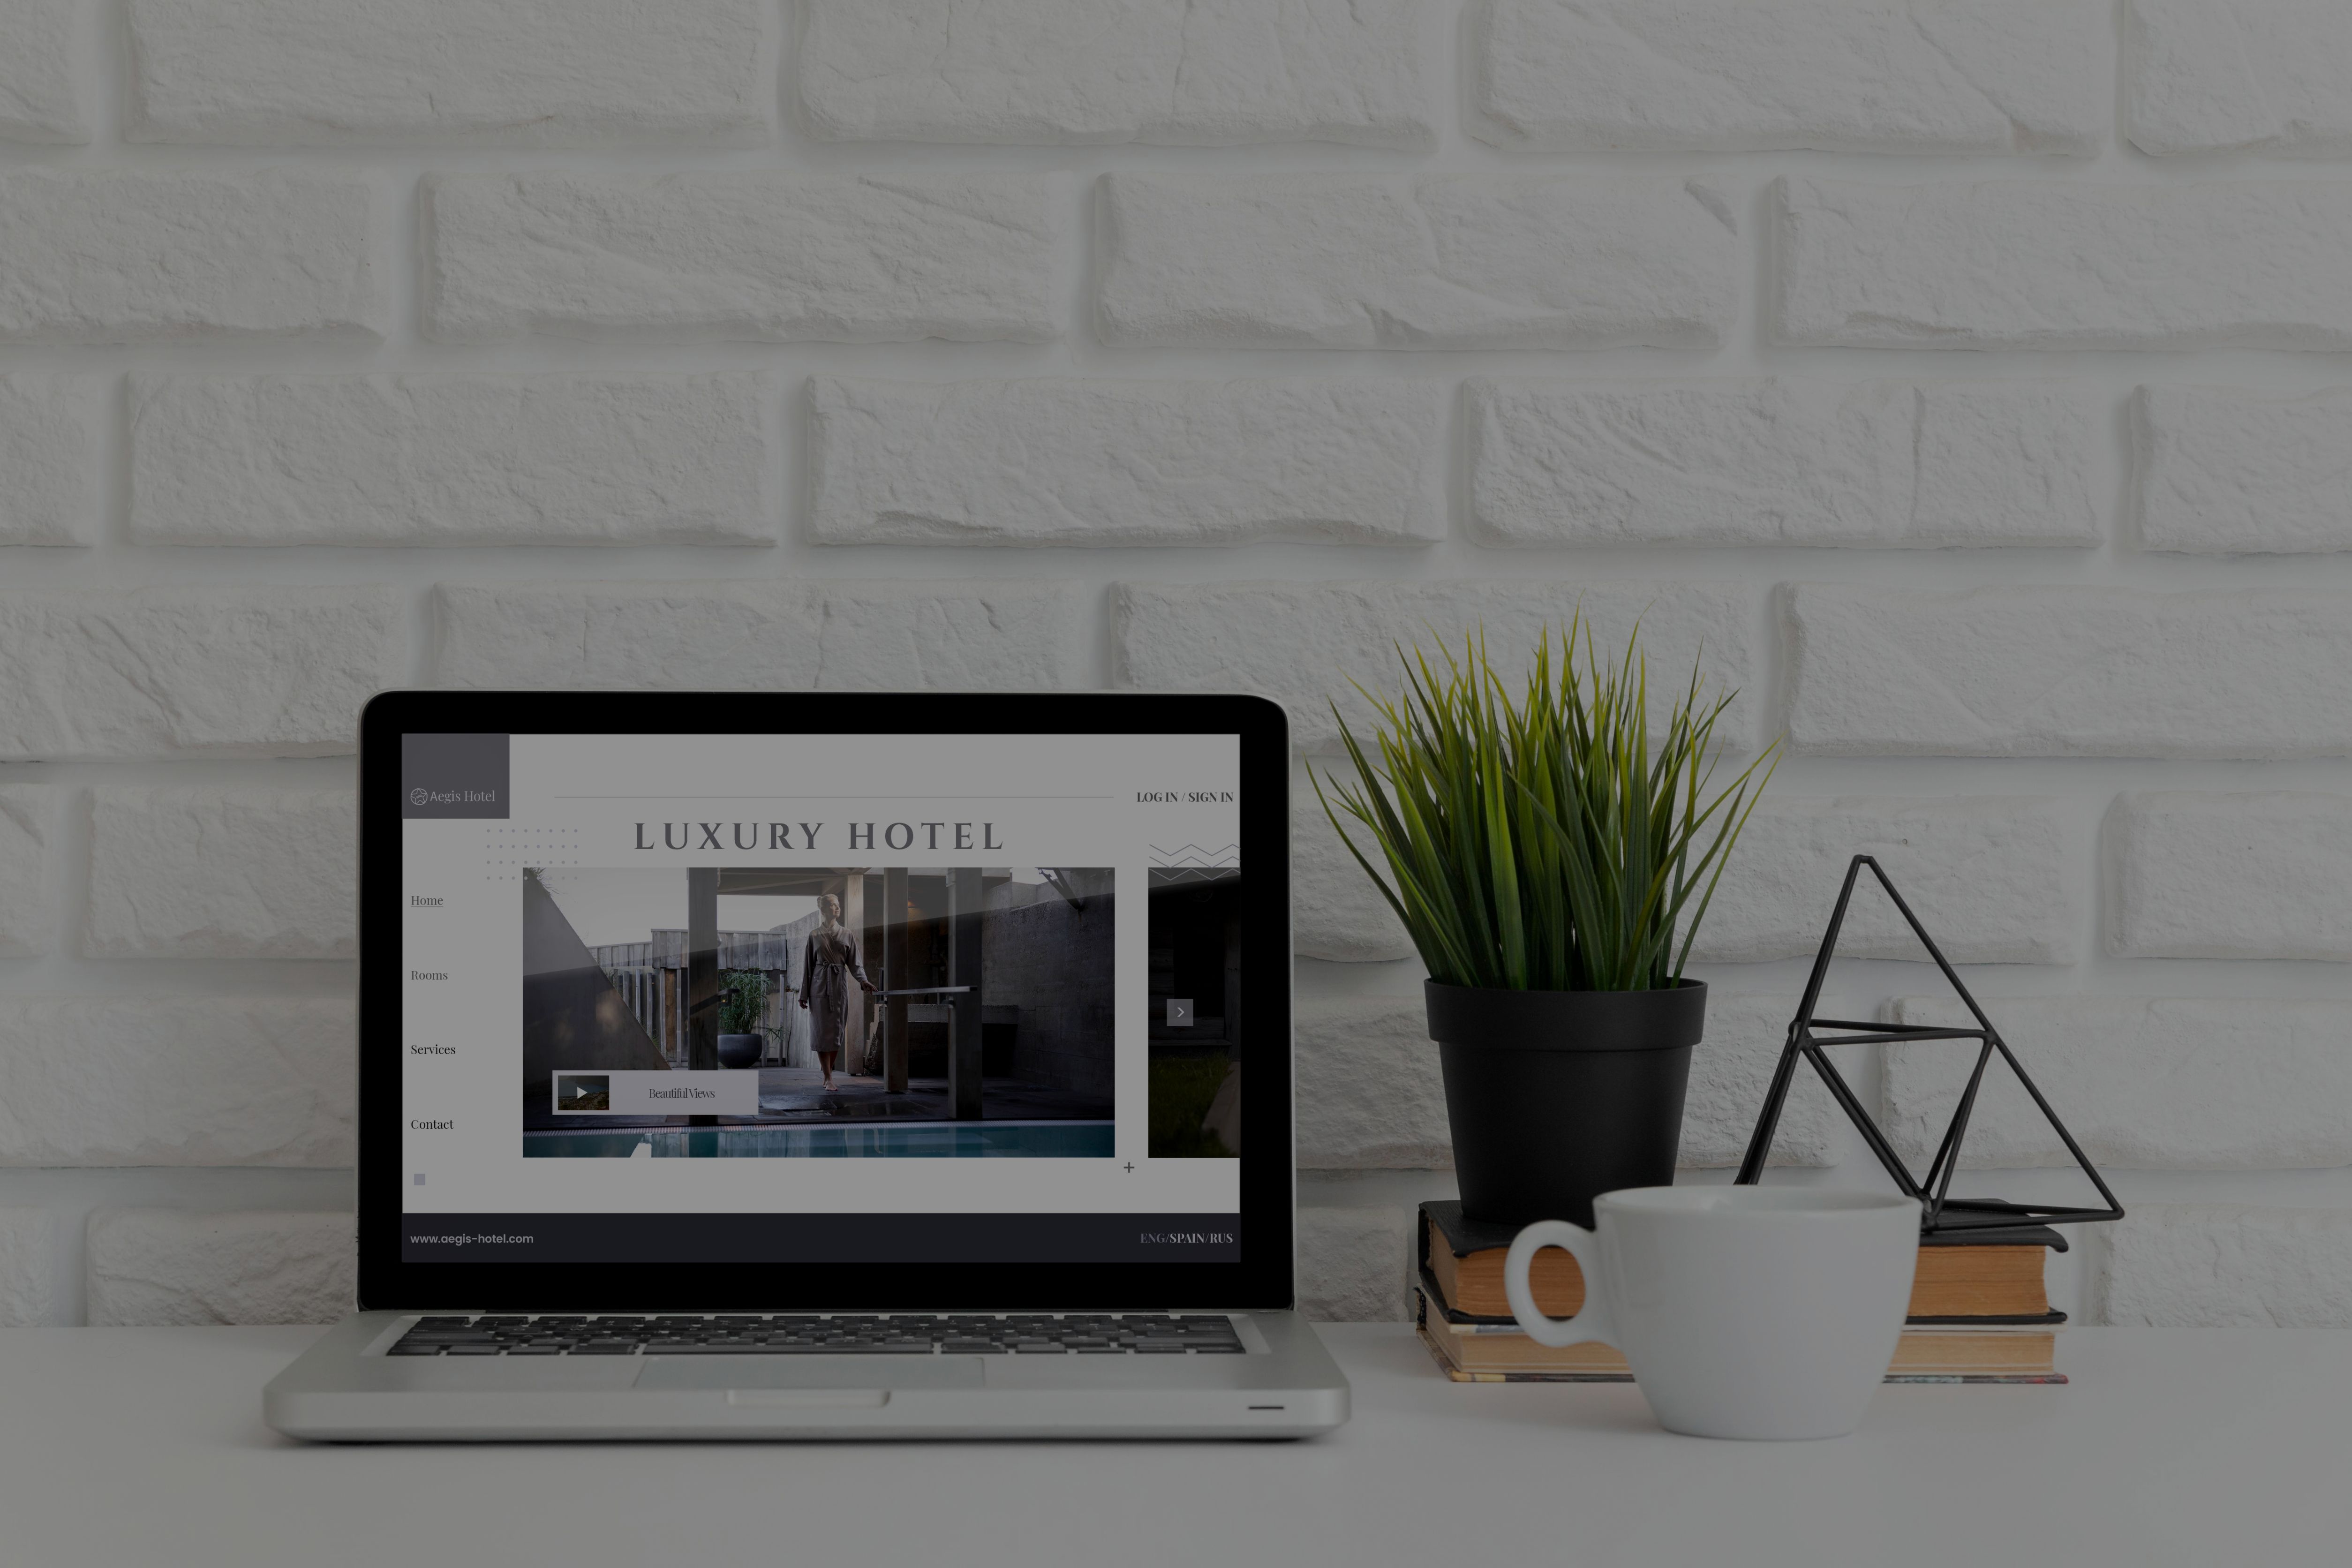 Aegis Hotel
LOG IN / SIGN IN
LUXURY HOTEL
Home
Rooms
Services
Contact
Beautiful Views
www.aegis-hotel.com
ENG/SPAIN/RUS